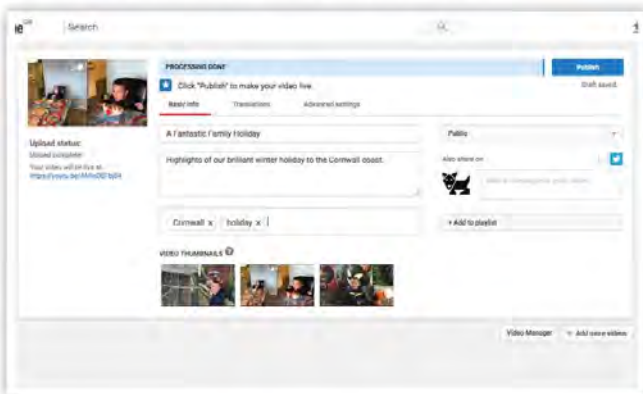 Search
PROCESSING DONE
Publish
Click "Publish" to make your video live.
Draft saved.
Basic info
Translations
Advanced settings
Upload status:
Upload complete!
Your video will be live at:
A Fantastic Family Holiday
Public
Highlights of our brilliant winter holiday to the Cornwall coast.
Also share on
Cornwall x
holiday x
+ Add to playlist
VIDEO THUMBNAILS
Video Manager
+ Add more videos